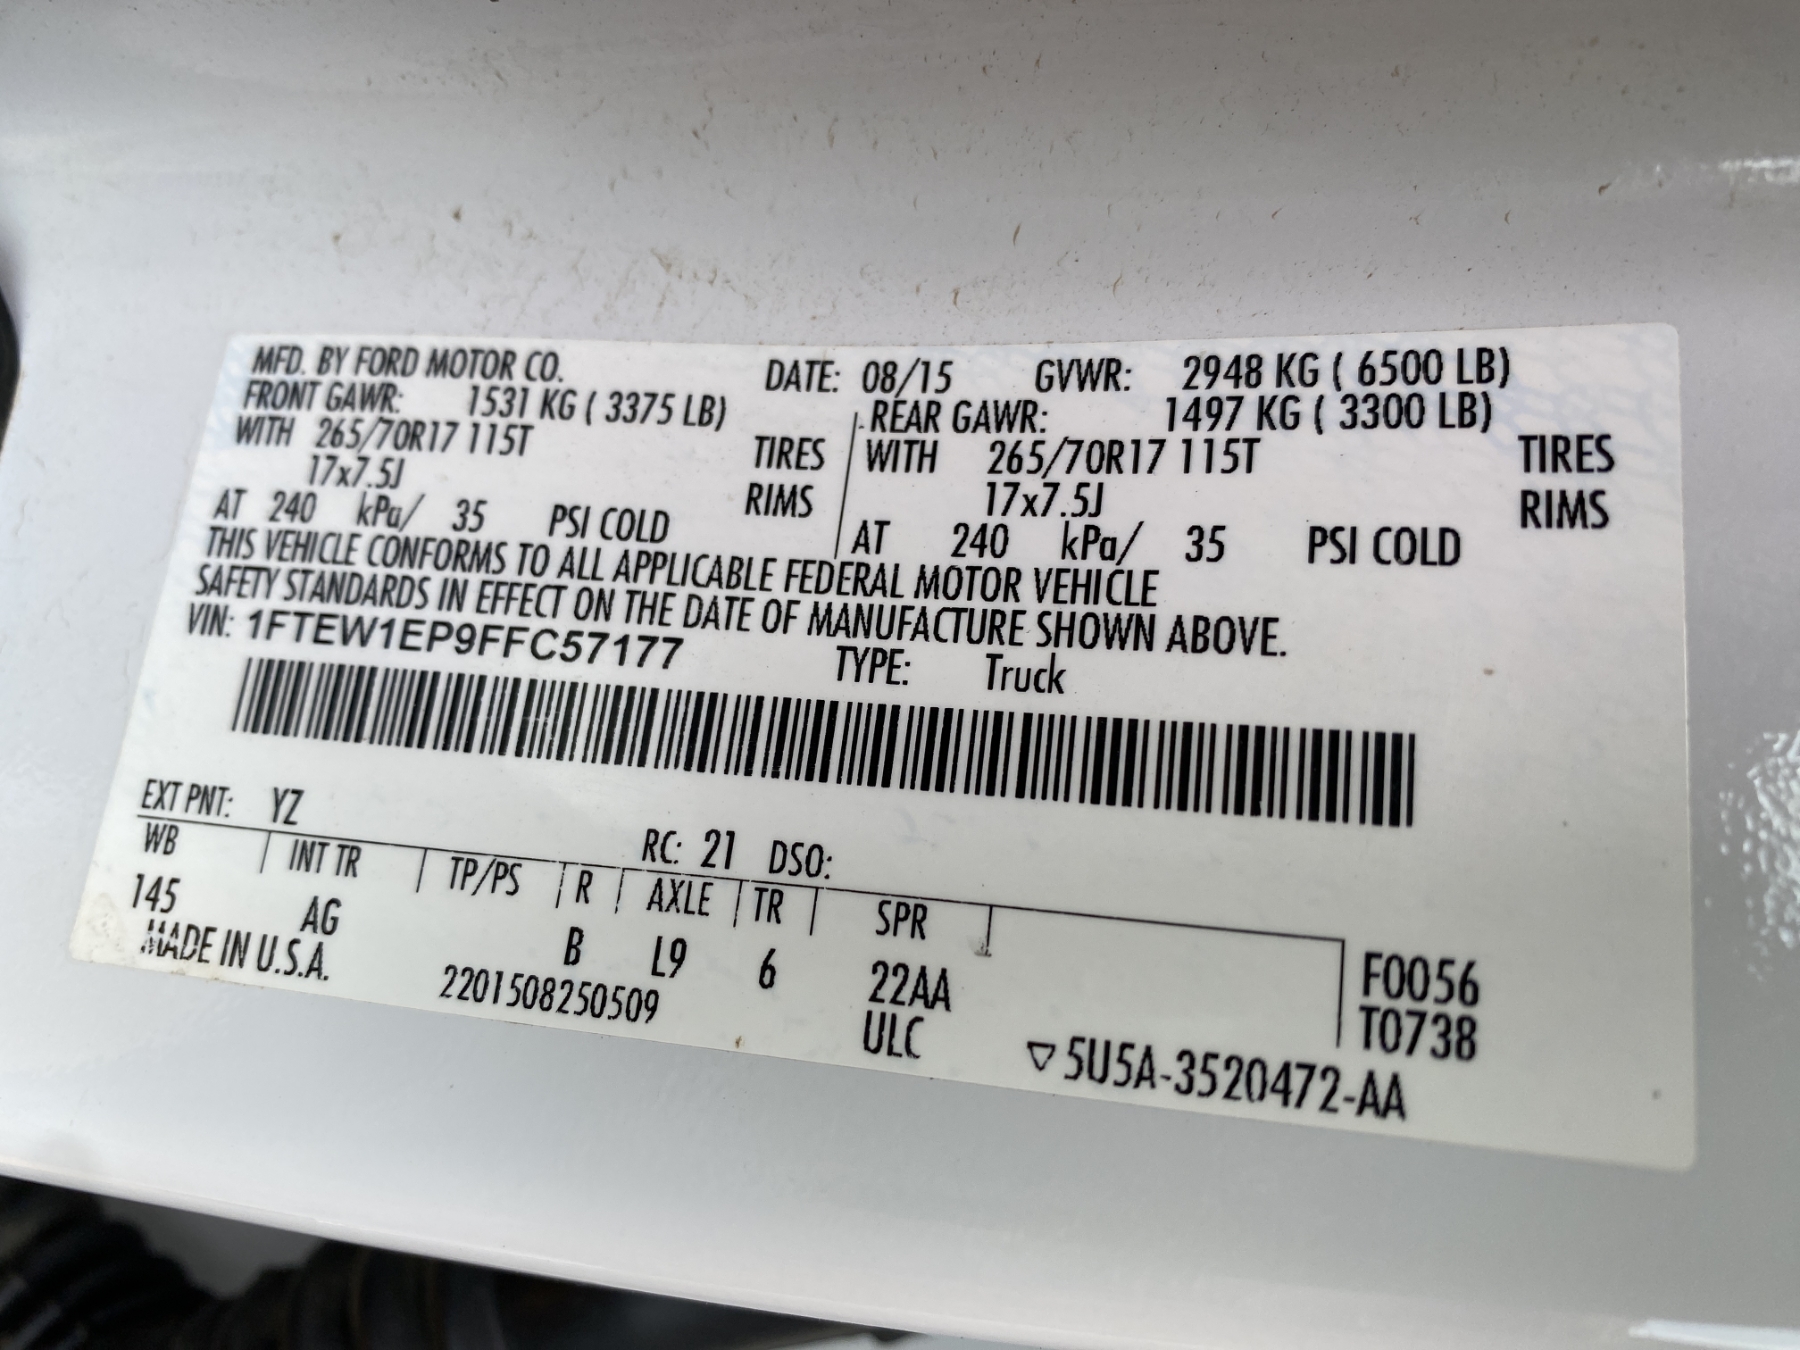 MFD. BY FORD MOTOR CO. DATE: 08/15 GVWR: 2948 KG ( 6500 LB)
FRONT GAWR: 1531 KG ( 3375 LB) REAR GAWR: 1497 KG ( 3300 LB)
WITH 265/70R17 115T TIRES WITH 265/70R17 115T TIRES
17x7.5J RIMS 17x7.5J RIMS
AT 240 kPa/ 35 PSI COLD AT 240 kPa/ 35 PSI COLD
THIS VEHICLE CONFORMS TO ALL APPLICABLE FEDERAL MOTOR VEHICLE
SAFETY STANDARDS IN EFFECT ON THE DATE OF MANUFACTURE SHOWN ABOVE.
VIN: 1FTEW1EP9FFC57177 TYPE: Truck
EXT PNT: YZ RC: 21 DSO:
WB INT TR TP/PS R AXLE TR SPR
145 AG B L9 6 22AA F0056
MADE IN U.S.A. 2201508250509 ULC T0738
▽5U5A-3520472-AA